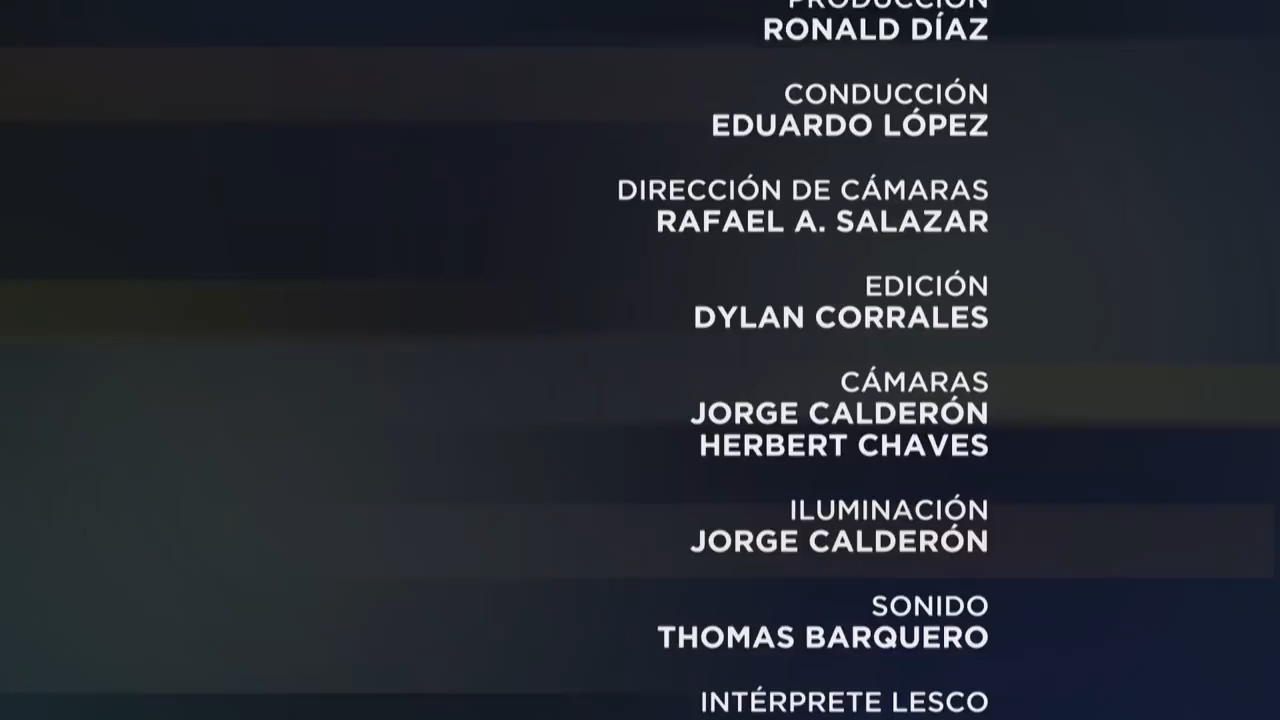 PRODUCCIÓN
RONALD DÍAZ
CONDUCCIÓN
EDUARDO LÓPEZ
DIRECCIÓN DE CÁMARAS
RAFAEL A. SALAZAR
EDICIÓN
DYLAN CORRALES
CÁMARAS
JORGE CALDERÓN
HERBERT CHAVES
ILUMINACIÓN
JORGE CALDERÓN
SONIDO
THOMAS BARQUERO
INTÉRPRETE LESCO